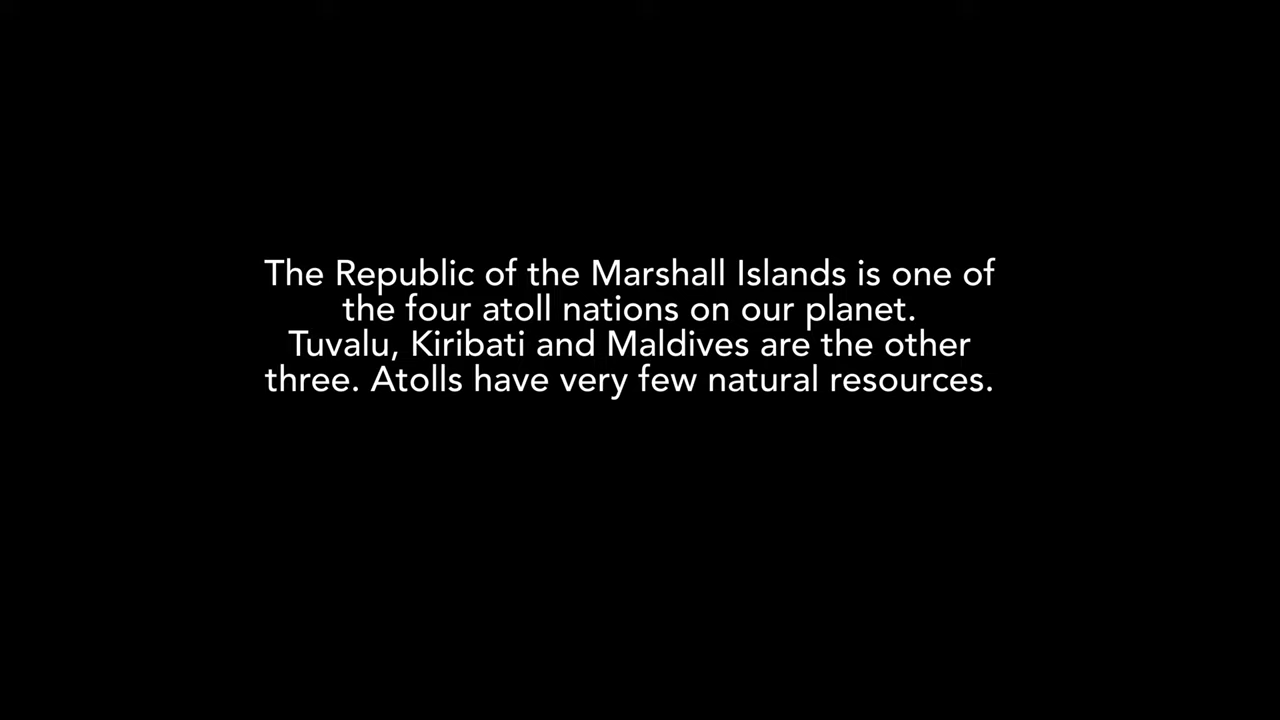 The Republic of the Marshall Islands is one of
the four atoll nations on our planet.
Tuvalu, Kiribati and Maldives are the other
three. Atolls have very few natural resources.